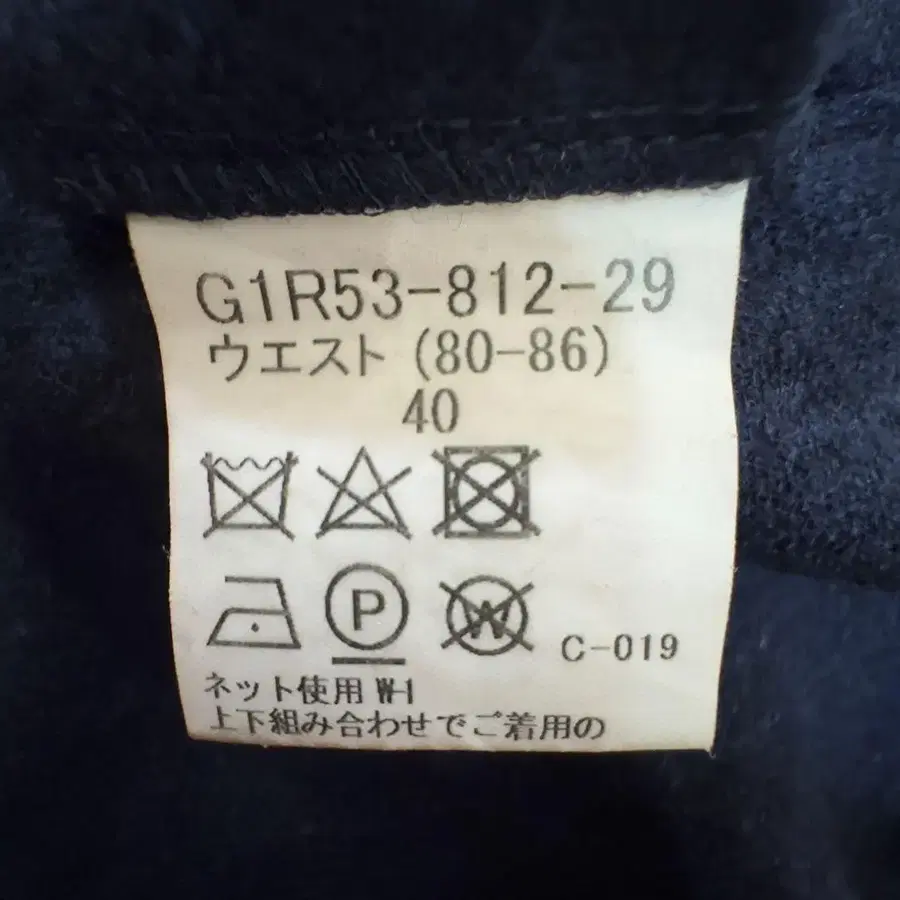 G1R53-812-29
ウエスト (80-86)
40
P
W
C-019
ネット使用 W-1
上下組み合わせでご着用の